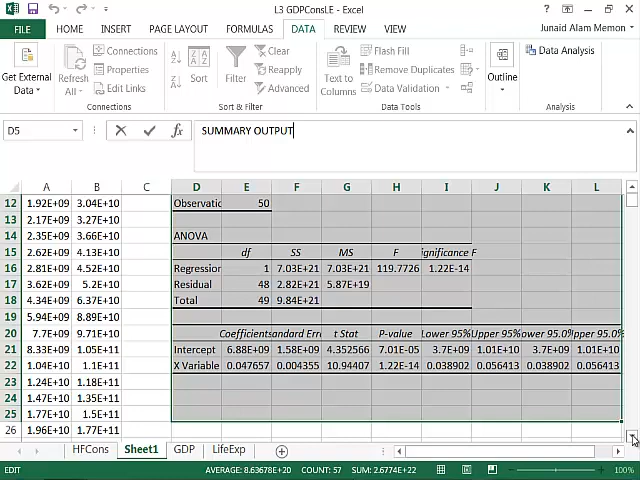 L3 GDPConsLE - Excel
FILE HOME INSERT PAGE LAYOUT FORMULAS DATA REVIEW VIEW Junaid Alam Memon
Get External Data
Refresh All
Connections
Properties
Edit Links
Connections
Sort
Filter
Clear
Reapply
Advanced
Sort & Filter
Text to Columns
Flash Fill
Remove Duplicates
Data Validation
Data Tools
Outline
Data Analysis
Analysis
D5 fx SUMMARY OUTPUT
A B C D E F G H I J K L
12 1.92E+09 3.04E+10 Observatic 50
13 2.17E+09 3.27E+10
14 2.35E+09 3.66E+10 ANOVA
15 2.62E+09 4.13E+10 df SS MS F ignificance F
16 2.81E+09 4.52E+10 Regression 1 7.03E+21 7.03E+21 119.7726 1.22E-14
17 3.62E+09 5.2E+10 Residual 48 2.82E+21 5.87E+19
18 4.34E+09 6.37E+10 Total 49 9.84E+21
19 5.94E+09 8.89E+10
20 7.7E+09 9.71E+10 Coefficients andard Erro t Stat P-value Lower 95% Upper 95% ower 95.0% pper 95.0%
21 8.33E+09 1.05E+11 Intercept 6.88E+09 1.58E+09 4.352566 7.01E-05 3.7E+09 1.01E+10 3.7E+09 1.01E+10
22 1.04E+10 1.1E+11 X Variable 0.047657 0.004355 10.94407 1.22E-14 0.038902 0.056413 0.038902 0.056413
23 1.24E+10 1.18E+11
24 1.47E+10 1.35E+11
25 1.77E+10 1.5E+11
26 1.96E+10 1.77E+11
HFCons Sheet1 GDP LifeExp
EDIT AVERAGE: 8.63678E+20 COUNT: 57 SUM: 2.6774E+22 100%